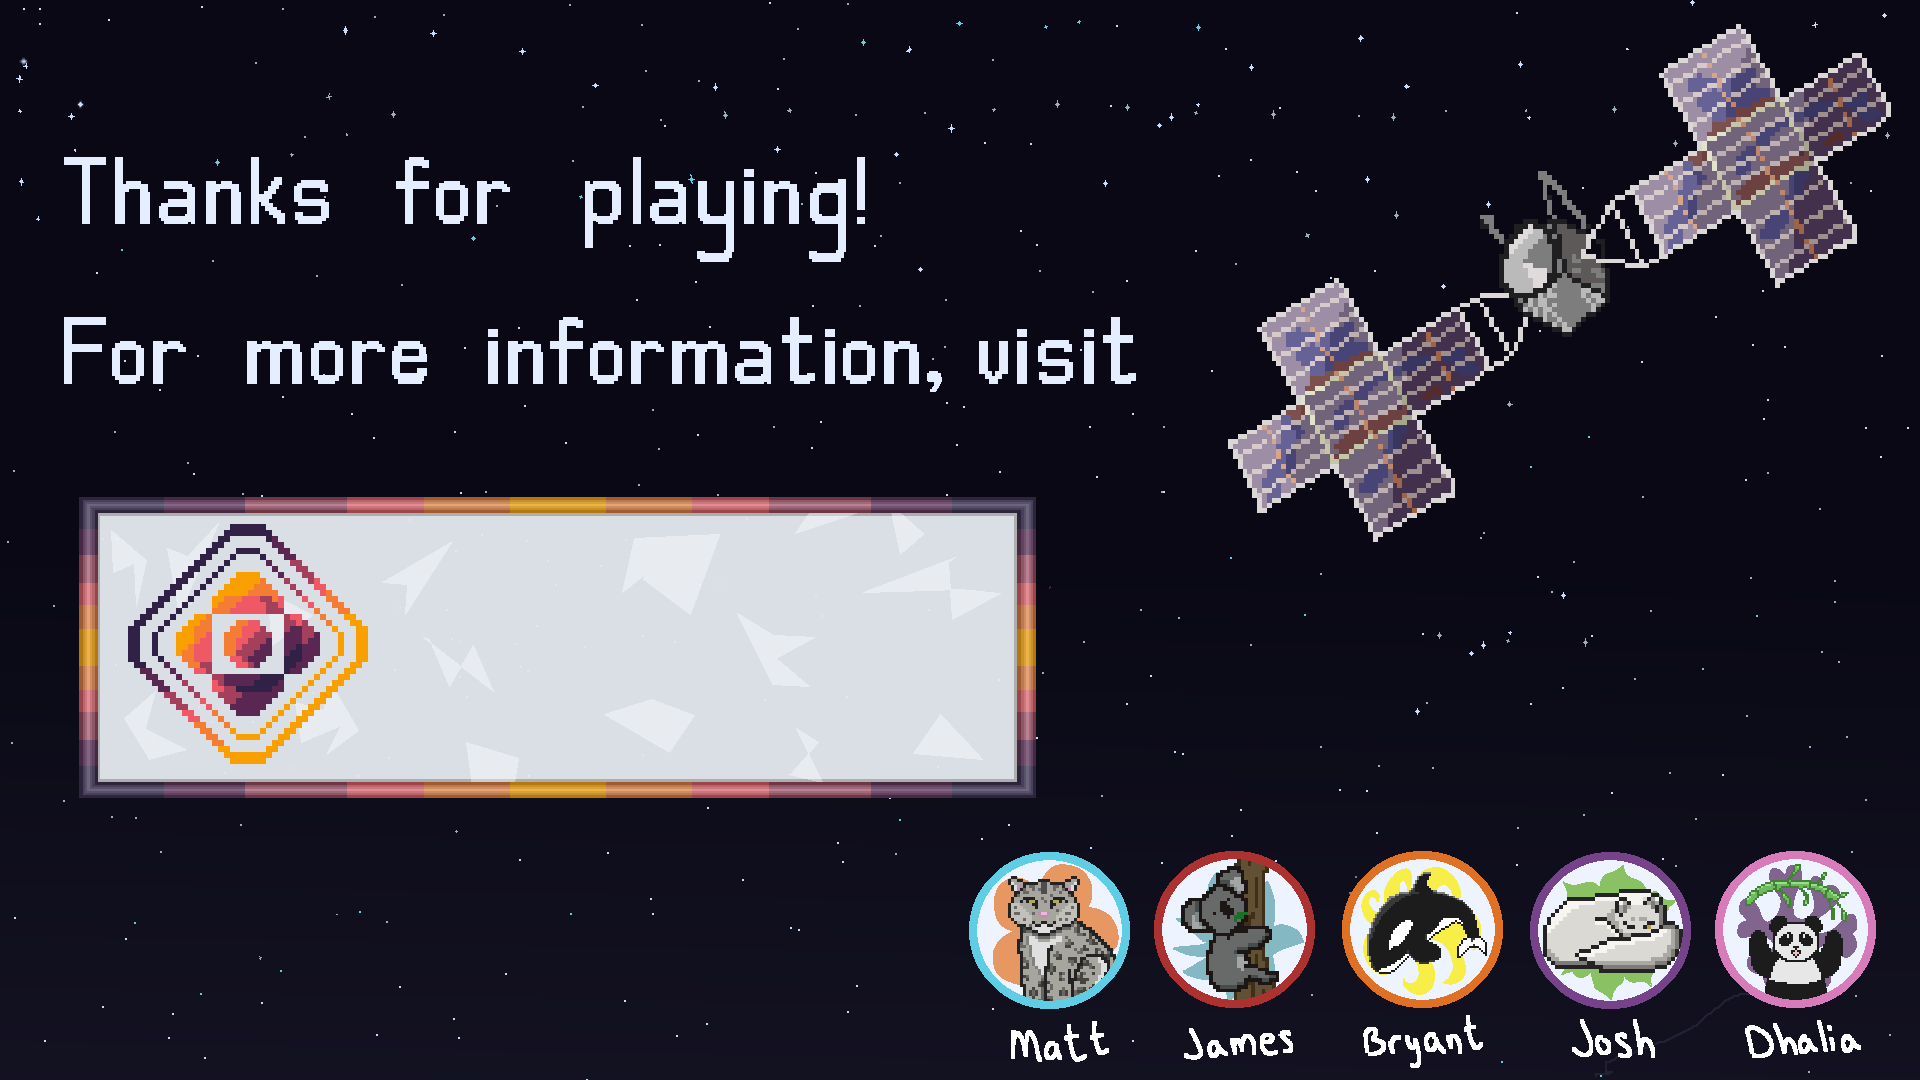 Thanks for playing!
For more information, visit
Matt James Bryant Josh Dhalia